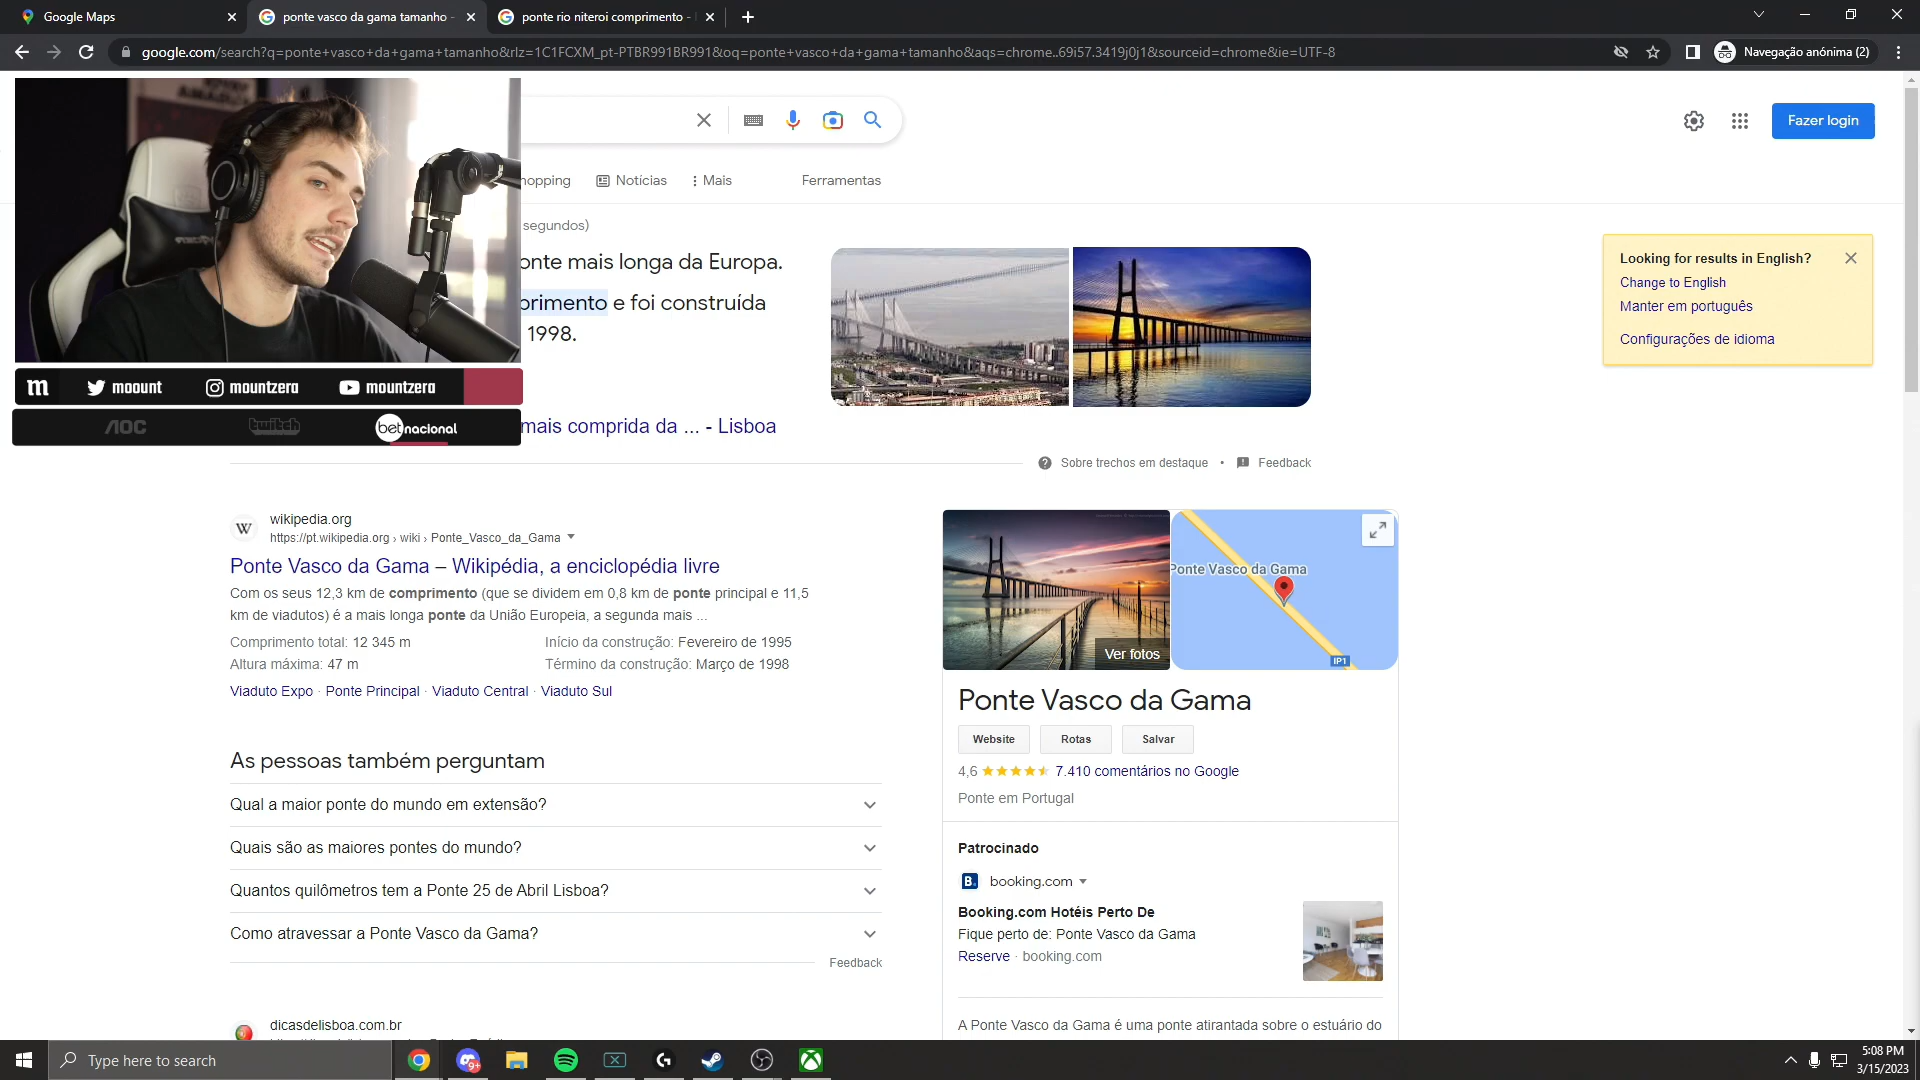 Google Maps
ponte vasco da gama tamanho -
ponte rio niteroi comprimento -
google.com/search?q=ponte+vasco+da+gama+tamanho&rlz=1C1FCXM_pt-PTBR991BR991&oq=ponte+vasco+da+gama+tamanho&aqs=chrome..69i57.3419j0j1&sourceid=chrome&ie=UTF-8
Navegação anónima (2)
Fazer login
hopping
Notícias
Mais
Ferramentas
segundos)
onte mais longa da Europa.
primento e foi construída
1998.
Looking for results in English?
Change to English
Manter em português
Configurações de idioma
m
moount
mountzera
mountzera
AOC
twitch
betnacional
mais comprida da ... - Lisboa
Sobre trechos em destaque • Feedback
W
wikipedia.org
https://pt.wikipedia.org › wiki › Ponte_Vasco_da_Gama
Ponte Vasco da Gama – Wikipédia, a enciclopédia livre
Com os seus 12,3 km de comprimento (que se dividem em 0,8 km de ponte principal e 11,5
km de viadutos) é a mais longa ponte da União Europeia, a segunda mais ...
Comprimento total: 12 345 m
Início da construção: Fevereiro de 1995
Altura máxima: 47 m
Término da construção: Março de 1998
Viaduto Expo · Ponte Principal · Viaduto Central · Viaduto Sul
As pessoas também perguntam
Qual a maior ponte do mundo em extensão?
Quais são as maiores pontes do mundo?
Quantos quilômetros tem a Ponte 25 de Abril Lisboa?
Como atravessar a Ponte Vasco da Gama?
Feedback
dicasdelisboa.com.br
Ver fotos
Ponte Vasco da Gama
IP1
Ponte Vasco da Gama
Website
Rotas
Salvar
4,6
7.410 comentários no Google
Ponte em Portugal
Patrocinado
B.
booking.com
Booking.com Hotéis Perto De
Fique perto de: Ponte Vasco da Gama
Reserve · booking.com
A Ponte Vasco da Gama é uma ponte atirantada sobre o estuário do
Type here to search
9+
5:08 PM
3/15/2023